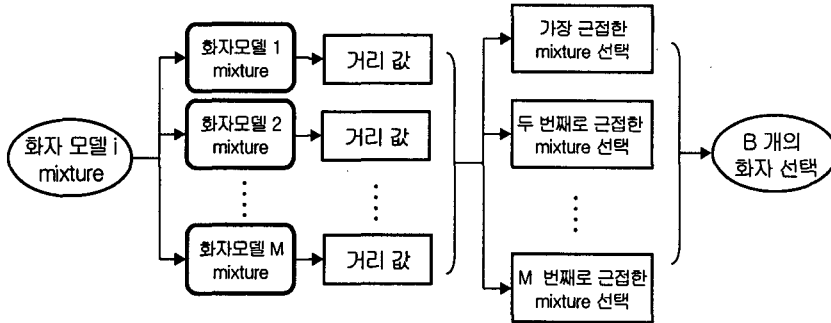 화자 모델 i
mixture
화자모델 1
mixture
거리 값
화자모델 2
mixture
거리 값
화자모델 M
mixture
거리 값
가장 근접한
mixture 선택
두 번째로 근접한
mixture 선택
M 번째로 근접한
mixture 선택
B 개의
화자 선택